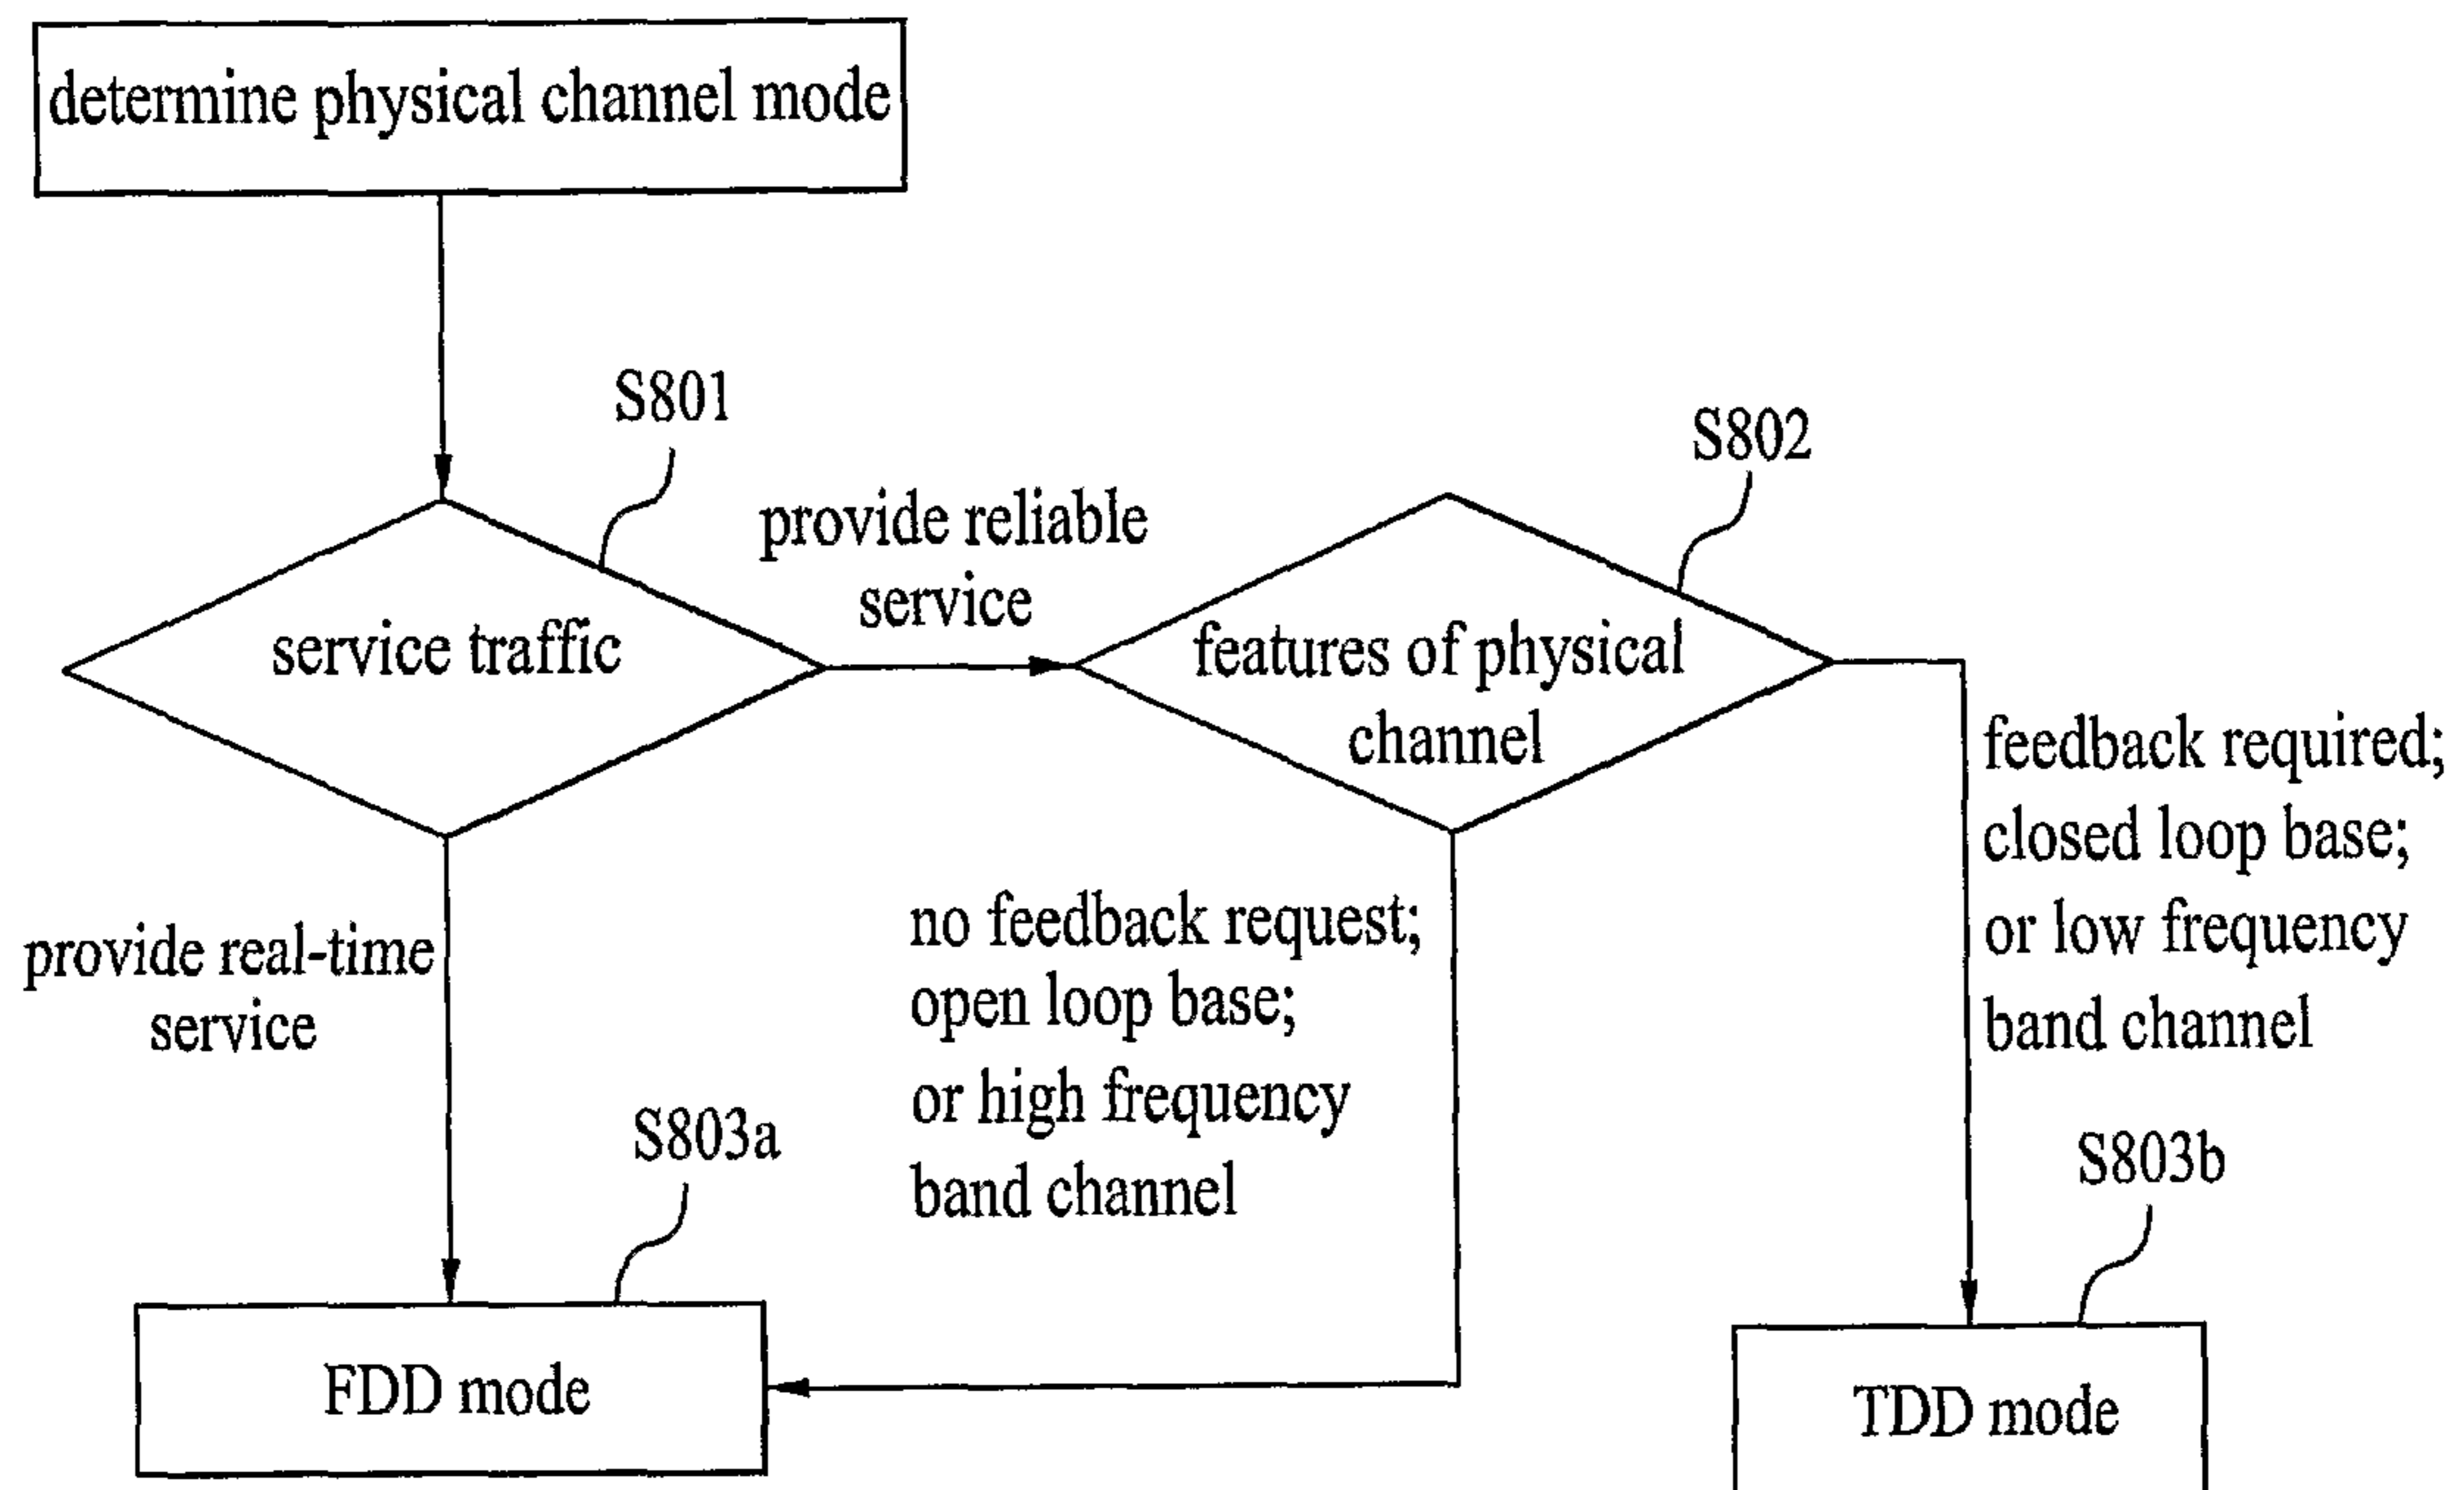 determine physical channel mode
S801
S802
provide reliable
service
service traffic
features of physical
channel
feedback required;
closed loop base;
or low frequency
band channel
no feedback request;
open loop base;
or high frequency
band channel
provide real-time
service
S803a
S803b
FDD mode
TDD mode